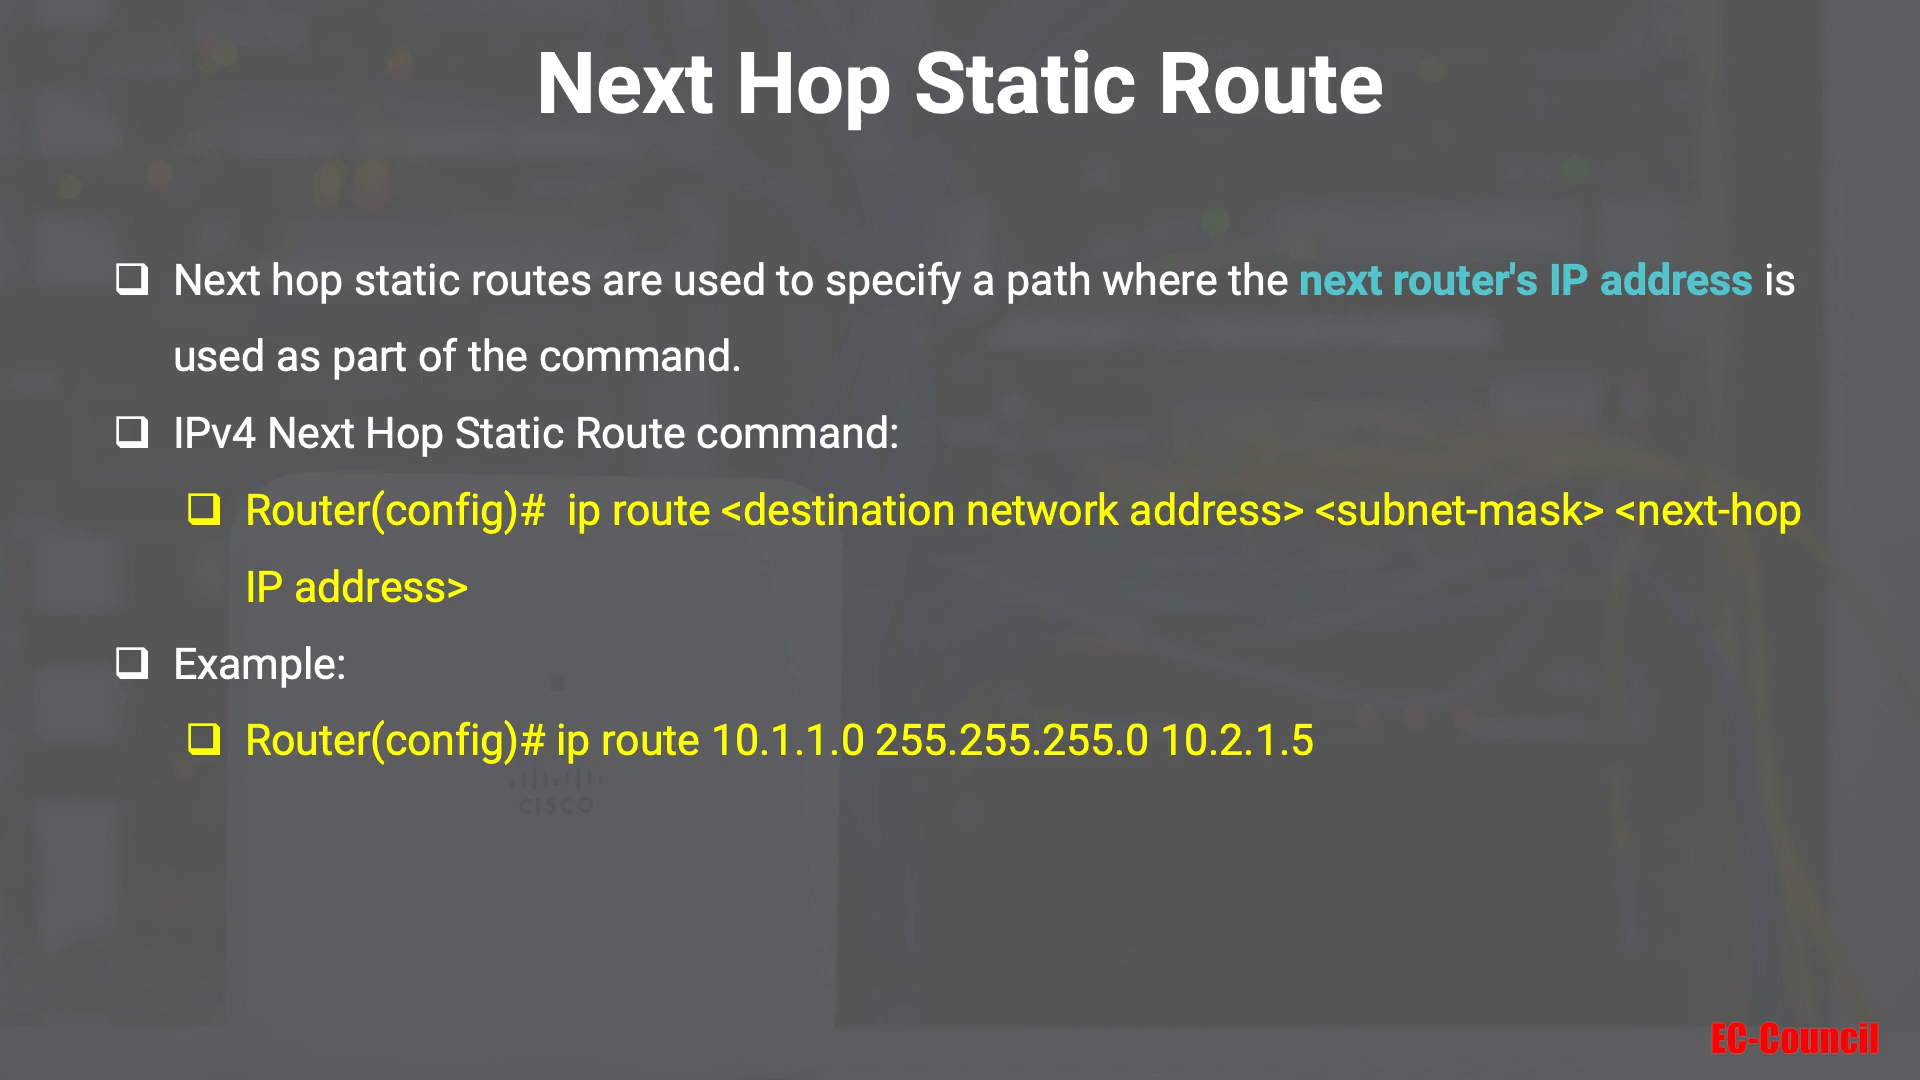 Next Hop Static Route
Next hop static routes are used to specify a path where the next router's IP address is
used as part of the command.
IPv4 Next Hop Static Route command:
Router(config)#  ip route <destination network address> <subnet-mask> <next-hop
IP address>
Example:
Router(config)# ip route 10.1.1.0 255.255.255.0 10.2.1.5
CISCO
EC-Council